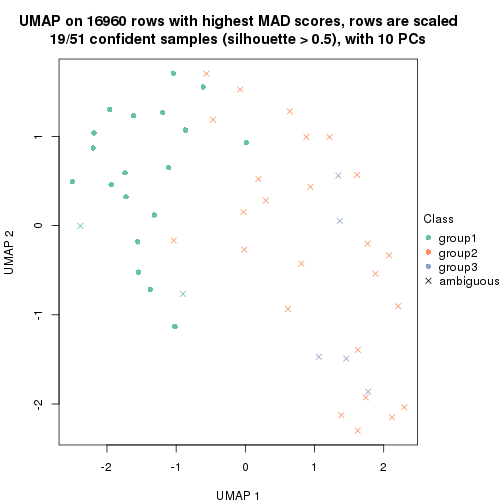 UMAP on 16960 rows with highest MAD scores, rows are scaled
19/51 confident samples (silhouette > 0.5), with 10 PCs
1
0
-1
-2
UMAP 2
-2
-1
0
1
2
UMAP 1
Class
group1
group2
group3
ambiguous